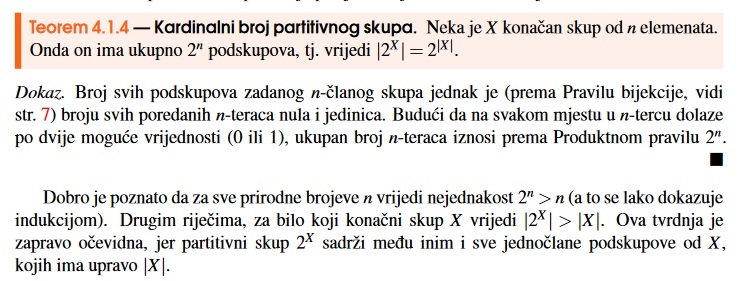 Teorem 4.1.4 — Kardinalni broj partitivnog skupa. Neka je X konačan skup od n elemenata.
Onda on ima ukupno 2ⁿ podskupova, tj. vrijedi |2ˣ| = 2^|X|.
Dokaz. Broj svih podskupova zadanog n-članog skupa jednak je (prema Pravilu bijekcije, vidi
str. 7) broju svih poredanih n-teraca nula i jedinica. Budući da na svakom mjestu u n-tercu dolaze
po dvije moguće vrijednosti (0 ili 1), ukupan broj n-teraca iznosi prema Produktnom pravilu 2ⁿ.
■
Dobro je poznato da za sve prirodne brojeve n vrijedi nejednakost 2ⁿ > n (a to se lako dokazuje
indukcijom). Drugim riječima, za bilo koji konačni skup X vrijedi |2^X| > |X|. Ova tvrdnja je
zapravo očevidna, jer partitivni skup 2^X sadrži među inim i sve jednočlane podskupove od X,
kojih ima upravo |X|.